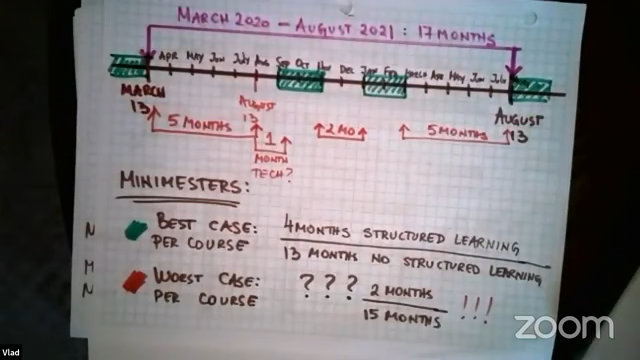 MARCH 2020 - AUGUST 2021 : 17 MONTHS
APR MAY JUN JULY AUG SEP OCT NOV DEC JAN FEB MARCH APR MAY JUN JULY
MARCH 13
AUGUST 13
AUGUST 13
5 MONTHS
1 MONTH TECH?
2 MO
5 MONTHS
MINIMESTERS:
BEST CASE: PER COURSE
4 MONTHS STRUCTURED LEARNING
13 MONTHS NO STRUCTURED LEARNING
WORST CASE: PER COURSE
? ? ? 2 MONTHS !!!
15 MONTHS
N
M
N
zoom
Vlad